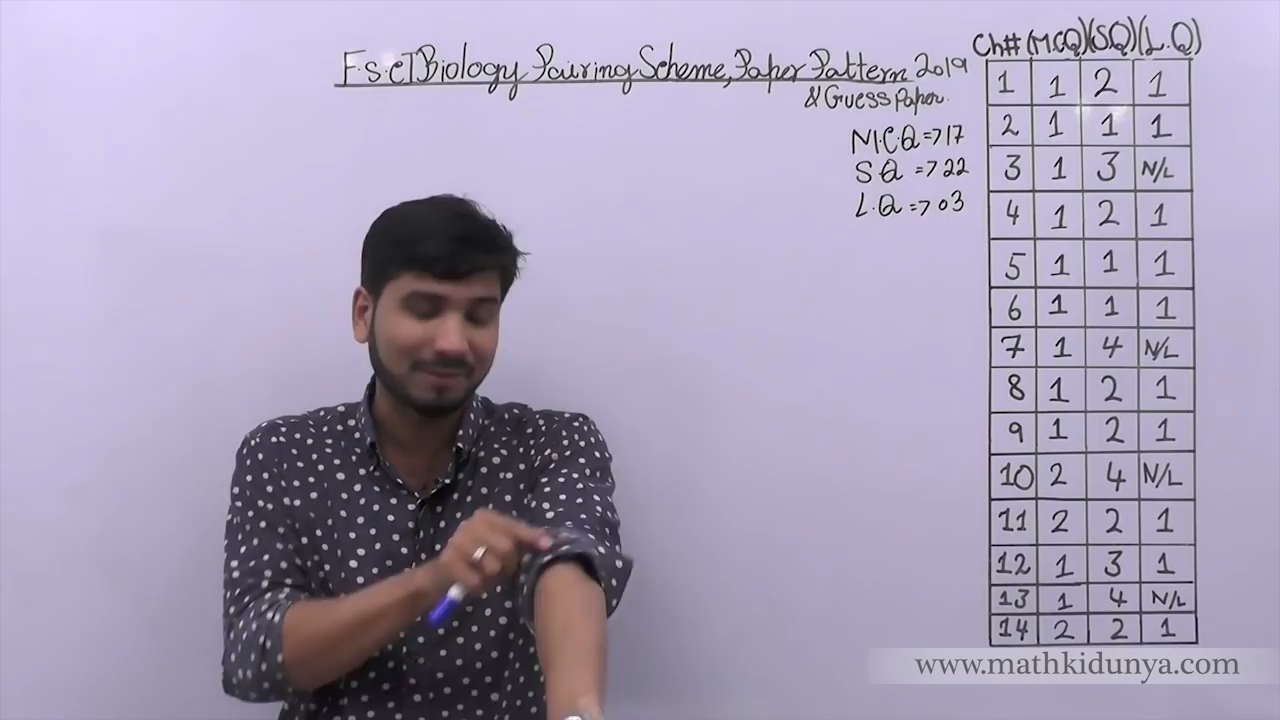 F.Sc I Biology Pairing Scheme, Paper Pattern 2019
& Guess Paper.
M.C.Q => 17
S Q => 22
L.Q => 03
Ch# (M.C.Q) (S.Q) (L.Q)
1 1 2 1
2 1 1 1
3 1 3 N/L
4 1 2 1
5 1 1 1
6 1 1 1
7 1 4 N/L
8 1 2 1
9 1 2 1
10 2 4 N/L
11 2 2 1
12 1 3 1
13 1 4 N/L
14 2 2 1
www.mathkidunya.com